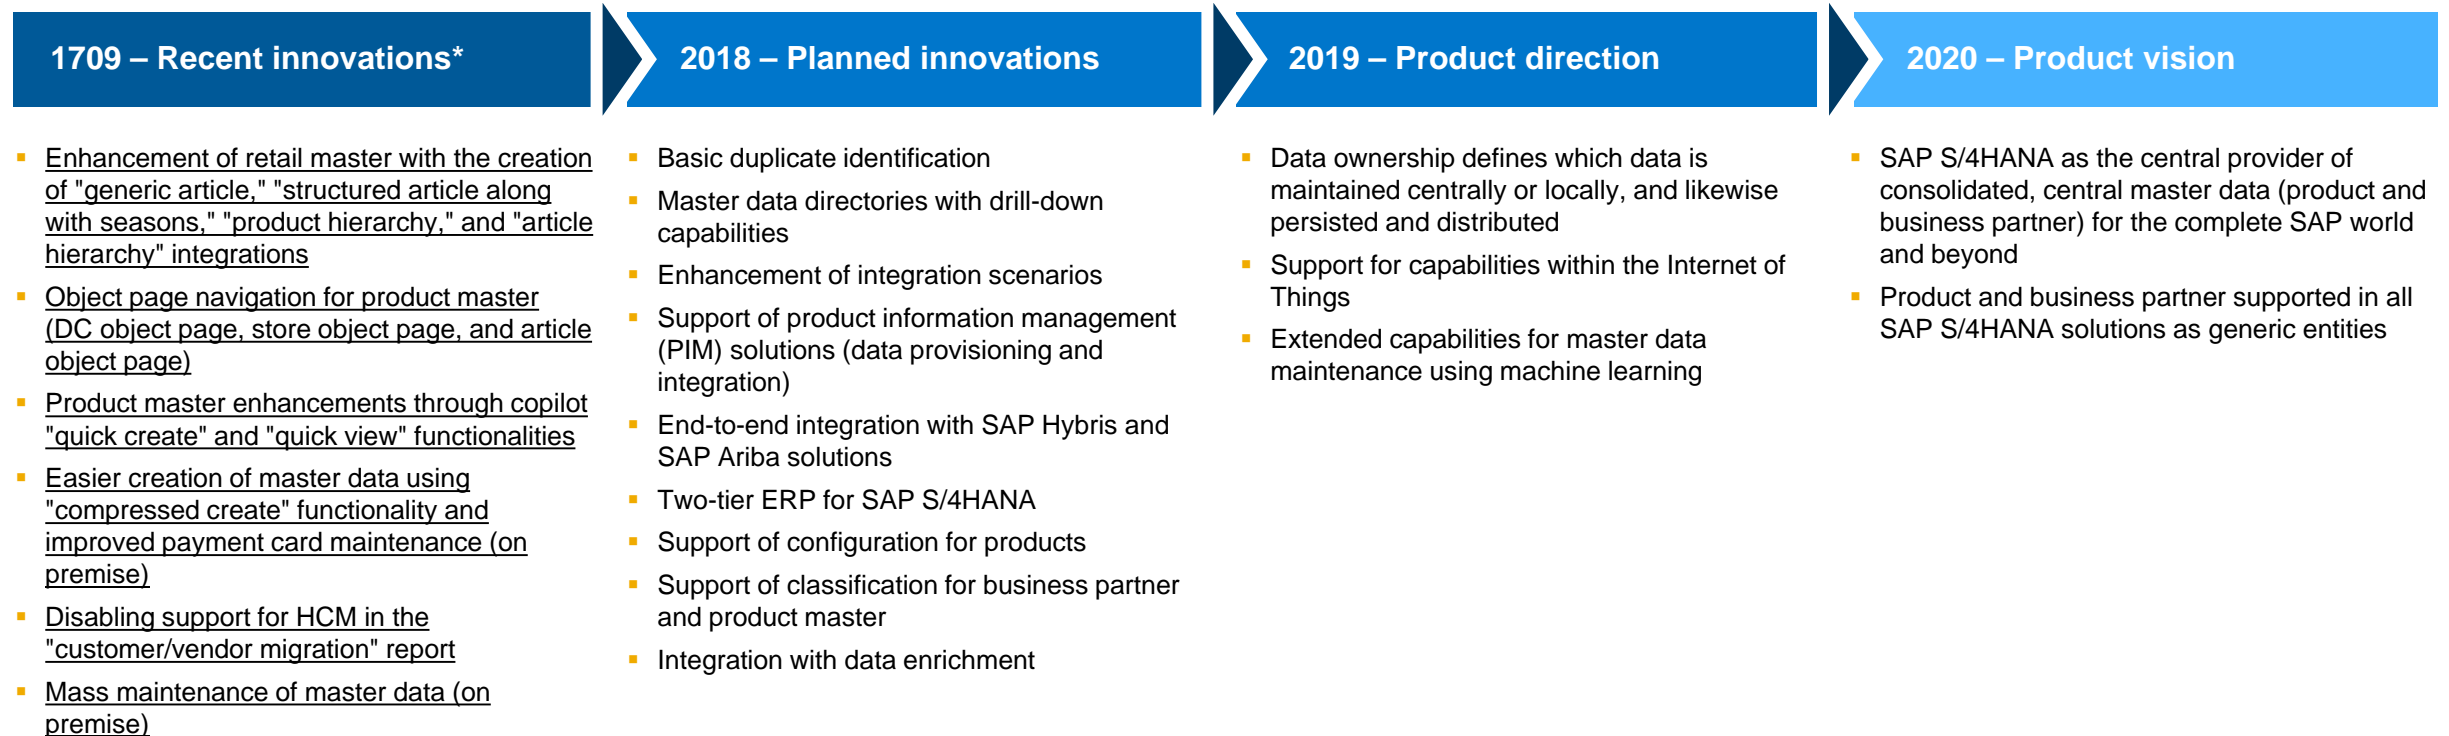 1709 – Recent innovations*
Enhancement of retail master with the creation
of "generic article," "structured article along
with seasons," "product hierarchy," and "article
hierarchy" integrations
Object page navigation for product master
(DC object page, store object page, and article
object page)
Product master enhancements through copilot
"quick create" and "quick view" functionalities
Easier creation of master data using
"compressed create" functionality and
improved payment card maintenance (on
premise)
Disabling support for HCM in the
"customer/vendor migration" report
Mass maintenance of master data (on
premise)
2018 – Planned innovations
Basic duplicate identification
Master data directories with drill-down
capabilities
Enhancement of integration scenarios
Support of product information management
(PIM) solutions (data provisioning and
integration)
End-to-end integration with SAP Hybris and
SAP Ariba solutions
Two-tier ERP for SAP S/4HANA
Support of configuration for products
Support of classification for business partner
and product master
Integration with data enrichment
2019 – Product direction
Data ownership defines which data is
maintained centrally or locally, and likewise
persisted and distributed
Support for capabilities within the Internet of
Things
Extended capabilities for master data
maintenance using machine learning
2020 – Product vision
SAP S/4HANA as the central provider of
consolidated, central master data (product and
business partner) for the complete SAP world
and beyond
Product and business partner supported in all
SAP S/4HANA solutions as generic entities